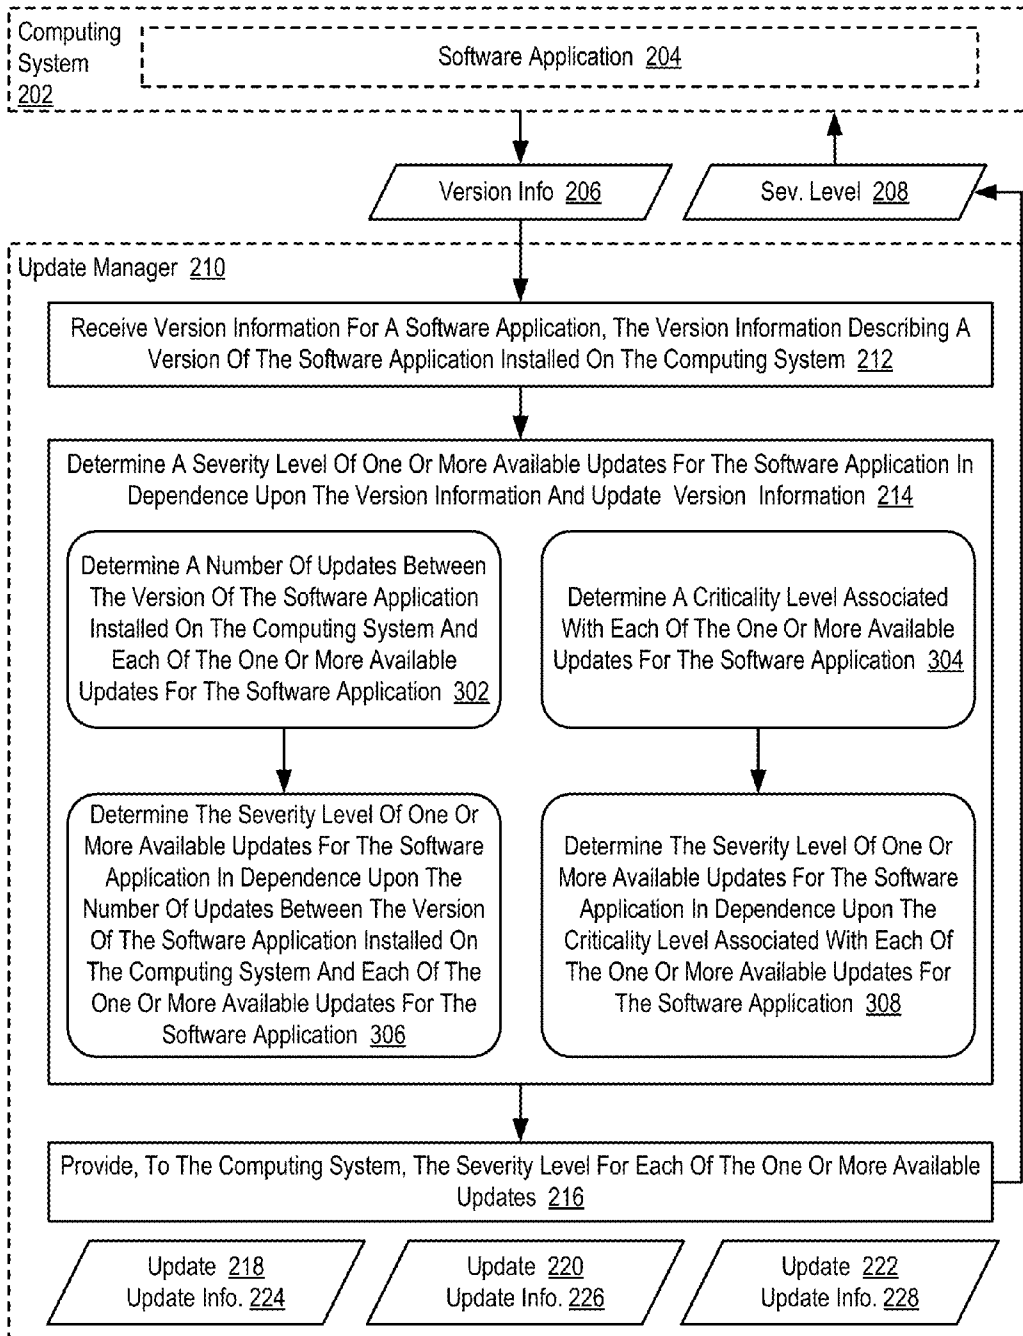 Computing
System
202
Software Application 204
Version Info 206
Sev. Level 208
Update Manager 210
Receive Version Information For A Software Application, The Version Information Describing A
Version Of The Software Application Installed On The Computing System 212
Determine A Severity Level Of One Or More Available Updates For The Software Application In
Dependence Upon The Version Information And Update Version Information 214
Determine A Number Of Updates Between
The Version Of The Software Application
Installed On The Computing System And
Each Of The One Or More Available
Updates For The Software Application 302
Determine A Criticality Level Associated
With Each Of The One Or More Available
Updates For The Software Application 304
Determine The Severity Level Of One Or
More Available Updates For The Software
Application In Dependence Upon The
Number Of Updates Between The Version
Of The Software Application Installed On
The Computing System And Each Of The
One Or More Available Updates For The
Software Application 306
Determine The Severity Level Of One Or
More Available Updates For The Software
Application In Dependence Upon The
Criticality Level Associated With Each Of
The One Or More Available Updates For
The Software Application 308
Provide, To The Computing System, The Severity Level For Each Of The One Or More Available
Updates 216
Update 218
Update Info. 224
Update 220
Update Info. 226
Update 222
Update Info. 228